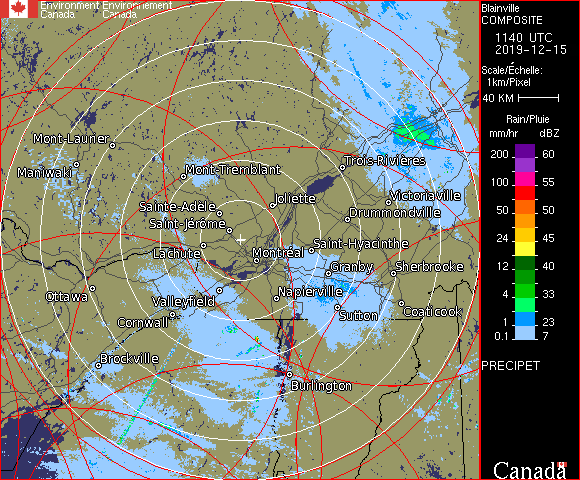 Environment Environnement
Canada Canada
Blainville
COMPOSITE
1140 UTC
2019-12-15
Scale/Échelle:
1km/Pixel
40 KM
Rain/Pluie
mm/hr dBZ
200 60
100 55
50 50
24 45
12 40
4 33
1 23
0.1 7
PRECIPET
Canada
Mont-Laurier
Maniwaki
Mont-Tremblant
Trois-Rivières
Sainte-Adèle
Joliette
Victoriaville
Drummondville
Saint-Jérôme
Lachute
Montréal
Saint-Hyacinthe
Granby
Sherbrooke
Ottawa
Valleyfield
Napierville
Cornwall
Sutton
Coaticook
Brockville
Burlington